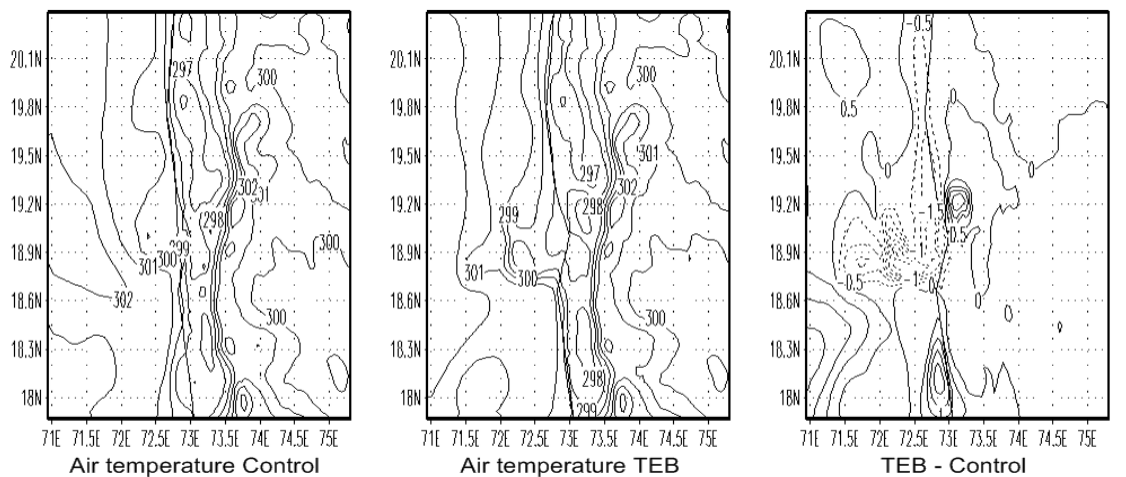 20.1N
19.8N
19.5N
19.2N
18.9N
18.6N
18.3N
18N
71E 71.5E 72E 72.5E 73E 73.5E 74E 74.5E 75E
297
300
302
298
299
301 300
300
302
300
Air temperature Control
20.1N
19.8N
19.5N
19.2N
18.9N
18.6N
18.3N
18N
71E 71.5E 72E 72.5E 73E 73.5E 74E 74.5E 75E
300
301
297
302
299
298
300
301
300
300
298
299
Air temperature TEB
20.1N
19.8N
19.5N
19.2N
18.9N
18.6N
18.3N
18N
71E 71.5E 72E 72.5E 73E 73.5E 74E 74.5E 75E
-0.5
0.5
0
0
0
-1.5
0.5
-0.5
-1
0
TEB - Control